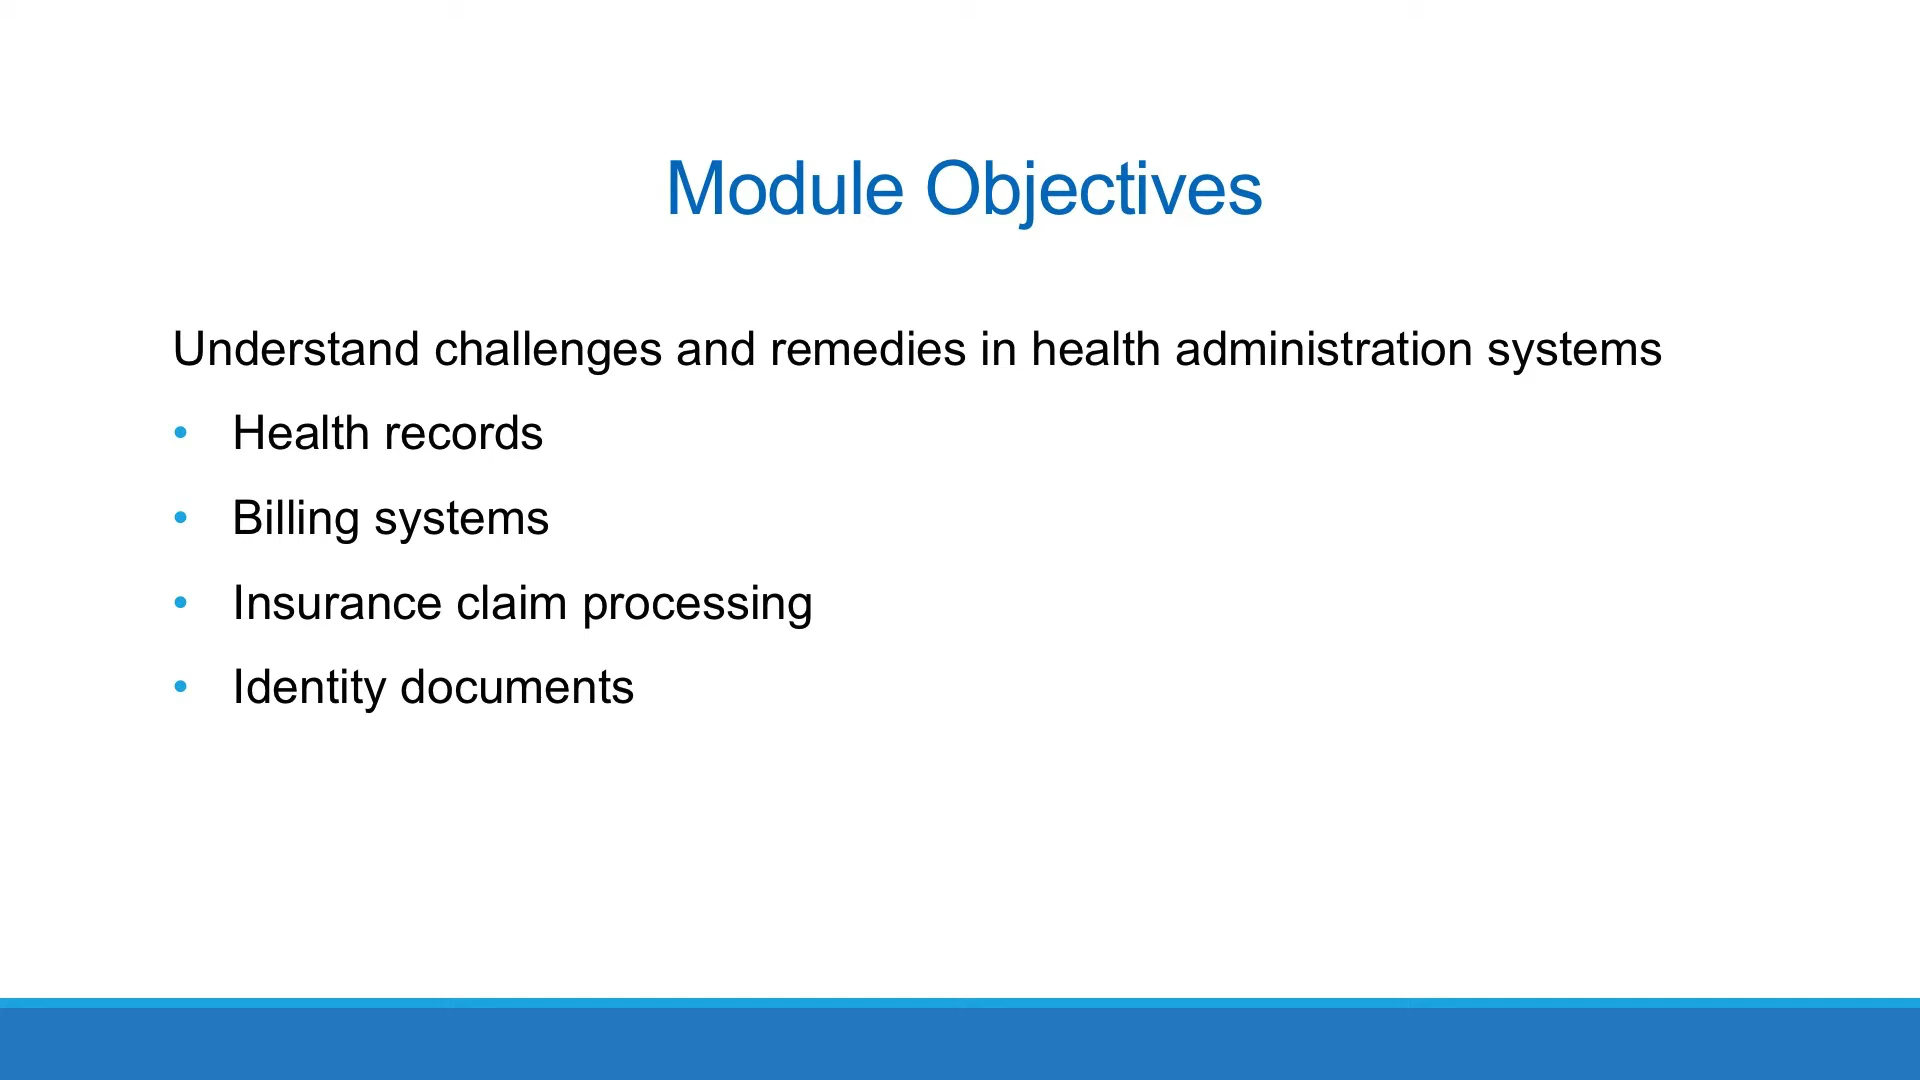 Module Objectives
Understand challenges and remedies in health administration systems
• Health records
• Billing systems
• Insurance claim processing
• Identity documents